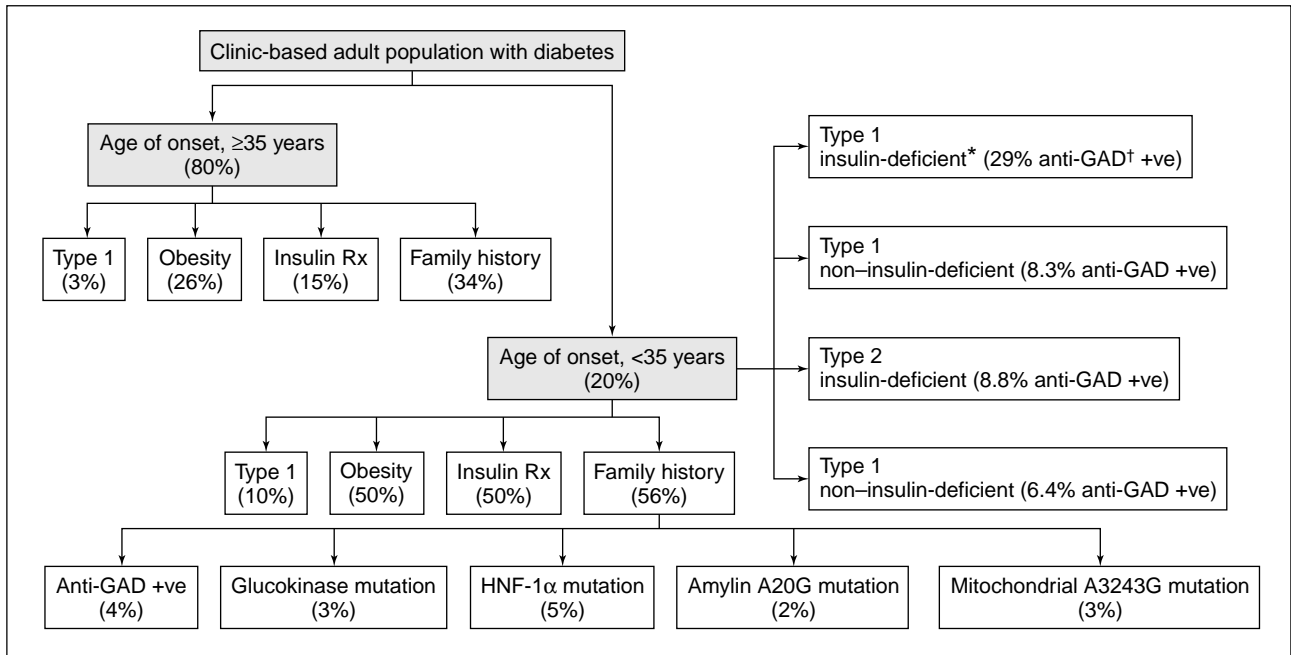 Clinic-based adult population with diabetes
Age of onset, ≥35 years
(80%)
Type 1
(3%)
Obesity
(26%)
Insulin Rx
(15%)
Family history
(34%)
Type 1
insulin-deficient* (29% anti-GAD† +ve)
Type 1
non–insulin-deficient (8.3% anti-GAD +ve)
Age of onset, <35 years
(20%)
Type 2
insulin-deficient (8.8% anti-GAD +ve)
Type 1
non–insulin-deficient (6.4% anti-GAD +ve)
Type 1
(10%)
Obesity
(50%)
Insulin Rx
(50%)
Family history
(56%)
Anti-GAD +ve
(4%)
Glucokinase mutation
(3%)
HNF-1α mutation
(5%)
Amylin A20G mutation
(2%)
Mitochondrial A3243G mutation
(3%)